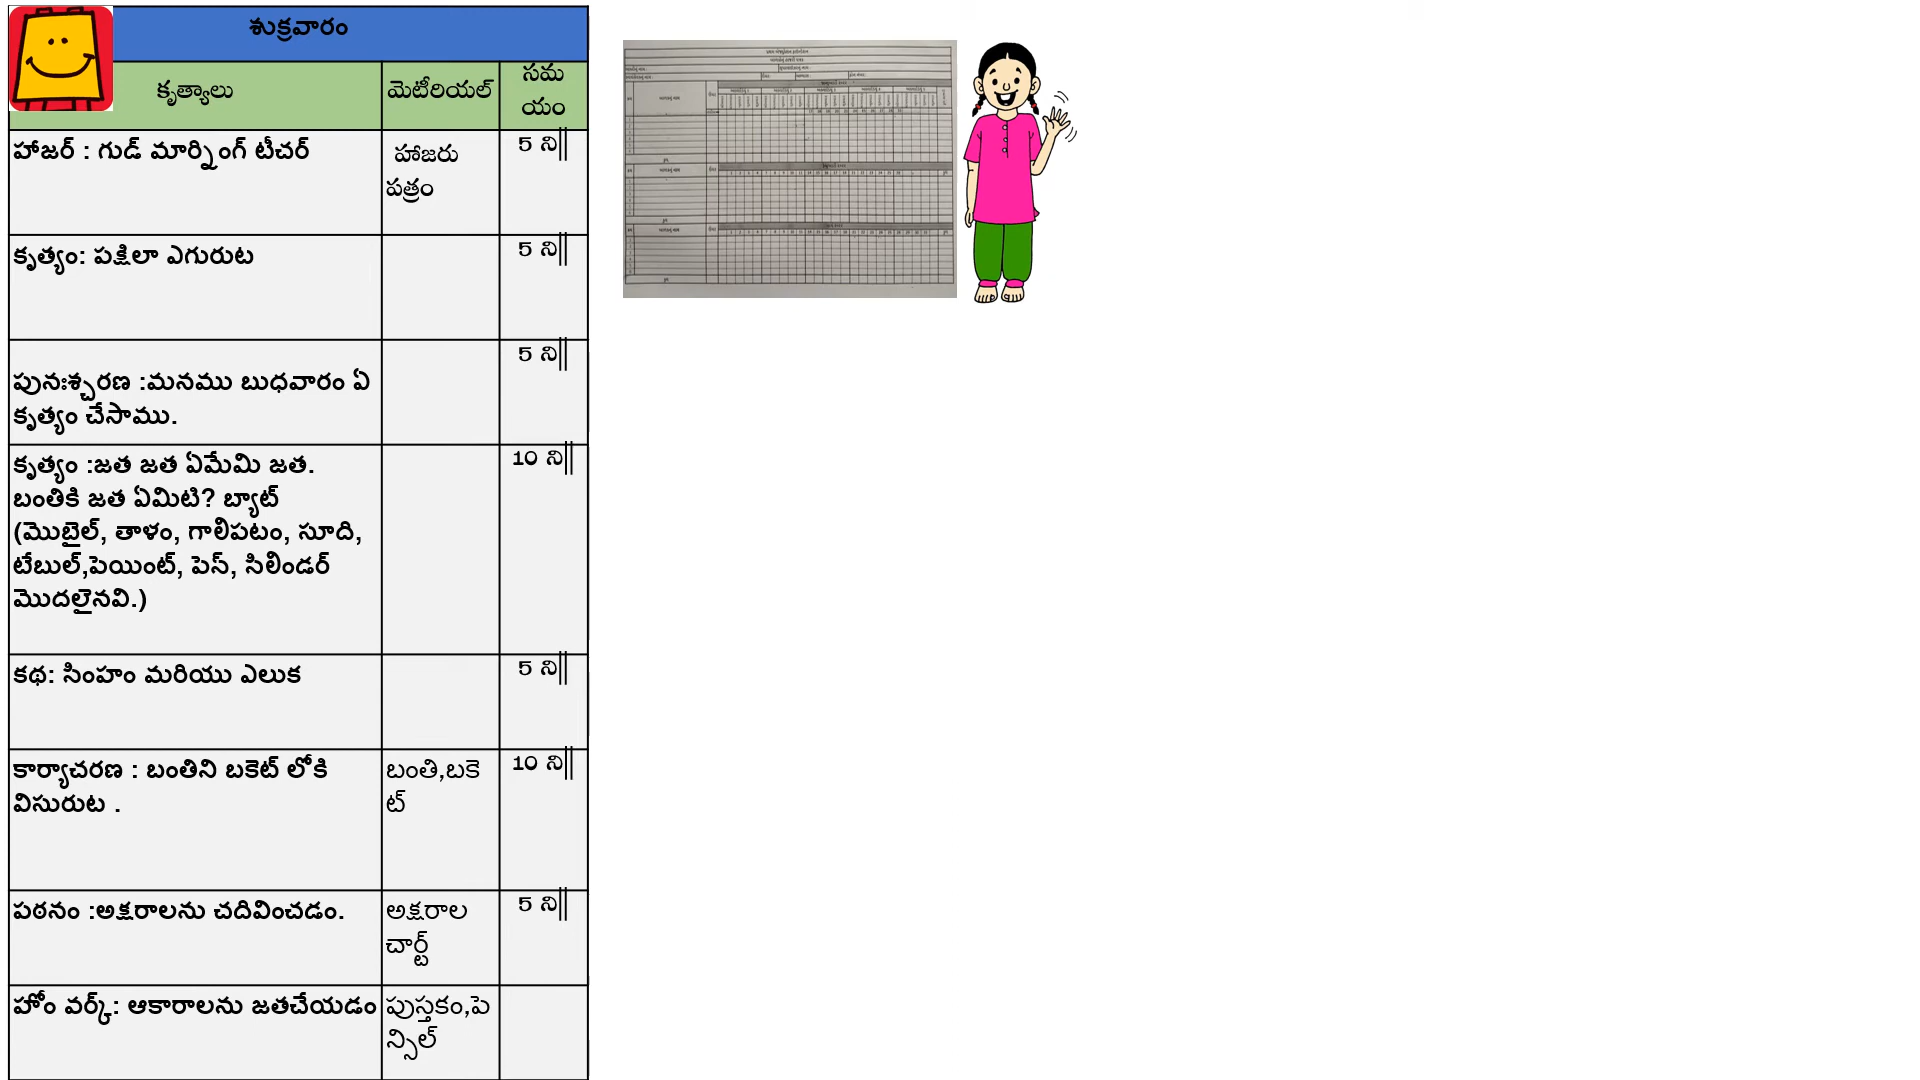 శుక్రవారం
కృత్యాలు
మెటీరియల్
సమ
యం
హాజర్ : గుడ్ మార్నింగ్ టీచర్
హాజరు
పత్రం
5 ని||
కృత్యం: పక్షిలా ఎగురుట
5 ని||
పునఃశ్చరణ :మనము బుధవారం ఏ
కృత్యం చేసాము.
5 ని||
కృత్యం :జత జత ఏమేమి జత.
బంతికి జత ఏమిటి? బ్యాట్
(మొబైల్, తాళం, గాలిపటం, సూది,
టేబుల్,పెయింట్, పెన్, సిలిండర్
మొదలైనవి.)
10 ని||
కథ: సింహం మరియు ఎలుక
5 ని||
కార్యాచరణ : బంతిని బకెట్ లోకి
విసురుట .
బంతి,బకె
ట్
10 ని||
పఠనం :అక్షరాలను చదివించడం.
అక్షరాల
చార్ట్
5 ని||
హోం వర్క్: ఆకారాలను జతచేయడం
పుస్తకం,పె
న్సిల్